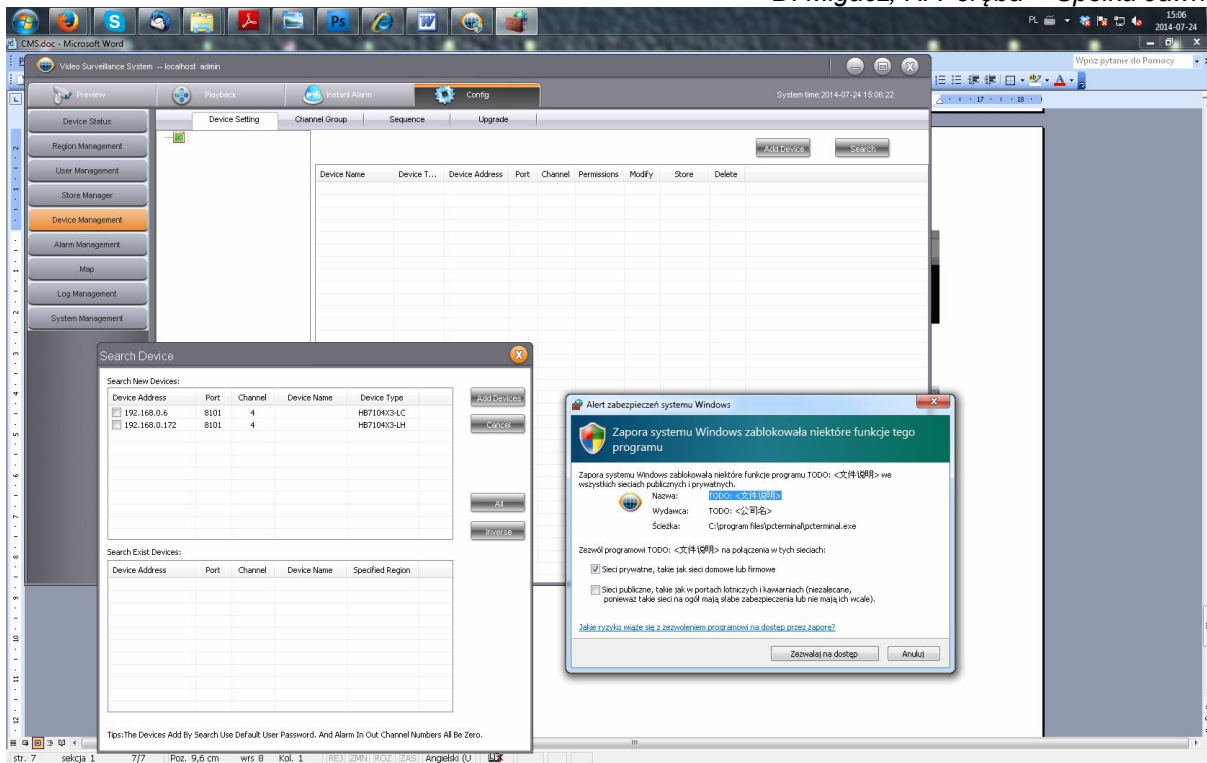 PL
15:06
2014-07-24
CMS.doc - Microsoft Word
Wpisz pytanie do Pomocy
Video Surveillance System -- localhost admin
Preview
Playback
Instant Alarm
Config
System time:2014-07-24 15:06:22
17
18
Device Status
Region Management
User Management
Store Manager
Device Management
Alarm Management
Map
Log Management
System Management
Device Setting
Channel Group
Sequence
Upgrade
Add Device
Search
Device Name Device T... Device Address Port Channel Permissions Modify Store Delete
Search Device
Search New Devices:
Device Address Port Channel Device Name Device Type
192.168.0.6 8101 4 HB7104X3-LC
192.168.0.172 8101 4 HB7104X3-LH
Add Devices
Cancel
All
Inverse
Search Exist Devices:
Device Address Port Channel Device Name Specified Region
Tips:The Devices Add By Search Use Default User Password. And Alarm In Out Channel Numbers All Be Zero.
Alert zabezpieczeń systemu Windows
Zapora systemu Windows zablokowała niektóre funkcje tego
programu
Zapora systemu Windows zablokowała niektóre funkcje programu TODO: <文件说明> we
wszystkich sieciach publicznych i prywatnych.
Nazwa: TODO: <文件说明>
Wydawca: TODO: <公司名>
Ścieżka: C:\program files\pcterminal\pcterminal.exe
Zezwól programowi TODO: <文件说明> na połączenia w tych sieciach:
Sieci prywatne, takie jak sieci domowe lub firmowe
Sieci publiczne, takie jak w portach lotniczych i kawiarniach (niezalecane,
ponieważ takie sieci na ogół mają słabe zabezpieczenia lub nie mają ich wcale).
Jakie ryzyko wiąże się z zezwoleniem programowi na dostęp przez zaporę?
Zezwalaj na dostęp
Anuluj
str. 7 sekcja 1 7/7 Poz. 9,6 cm wrs 8 Kol. 1 REJ ZMN ROZ ZAS Angielski (U